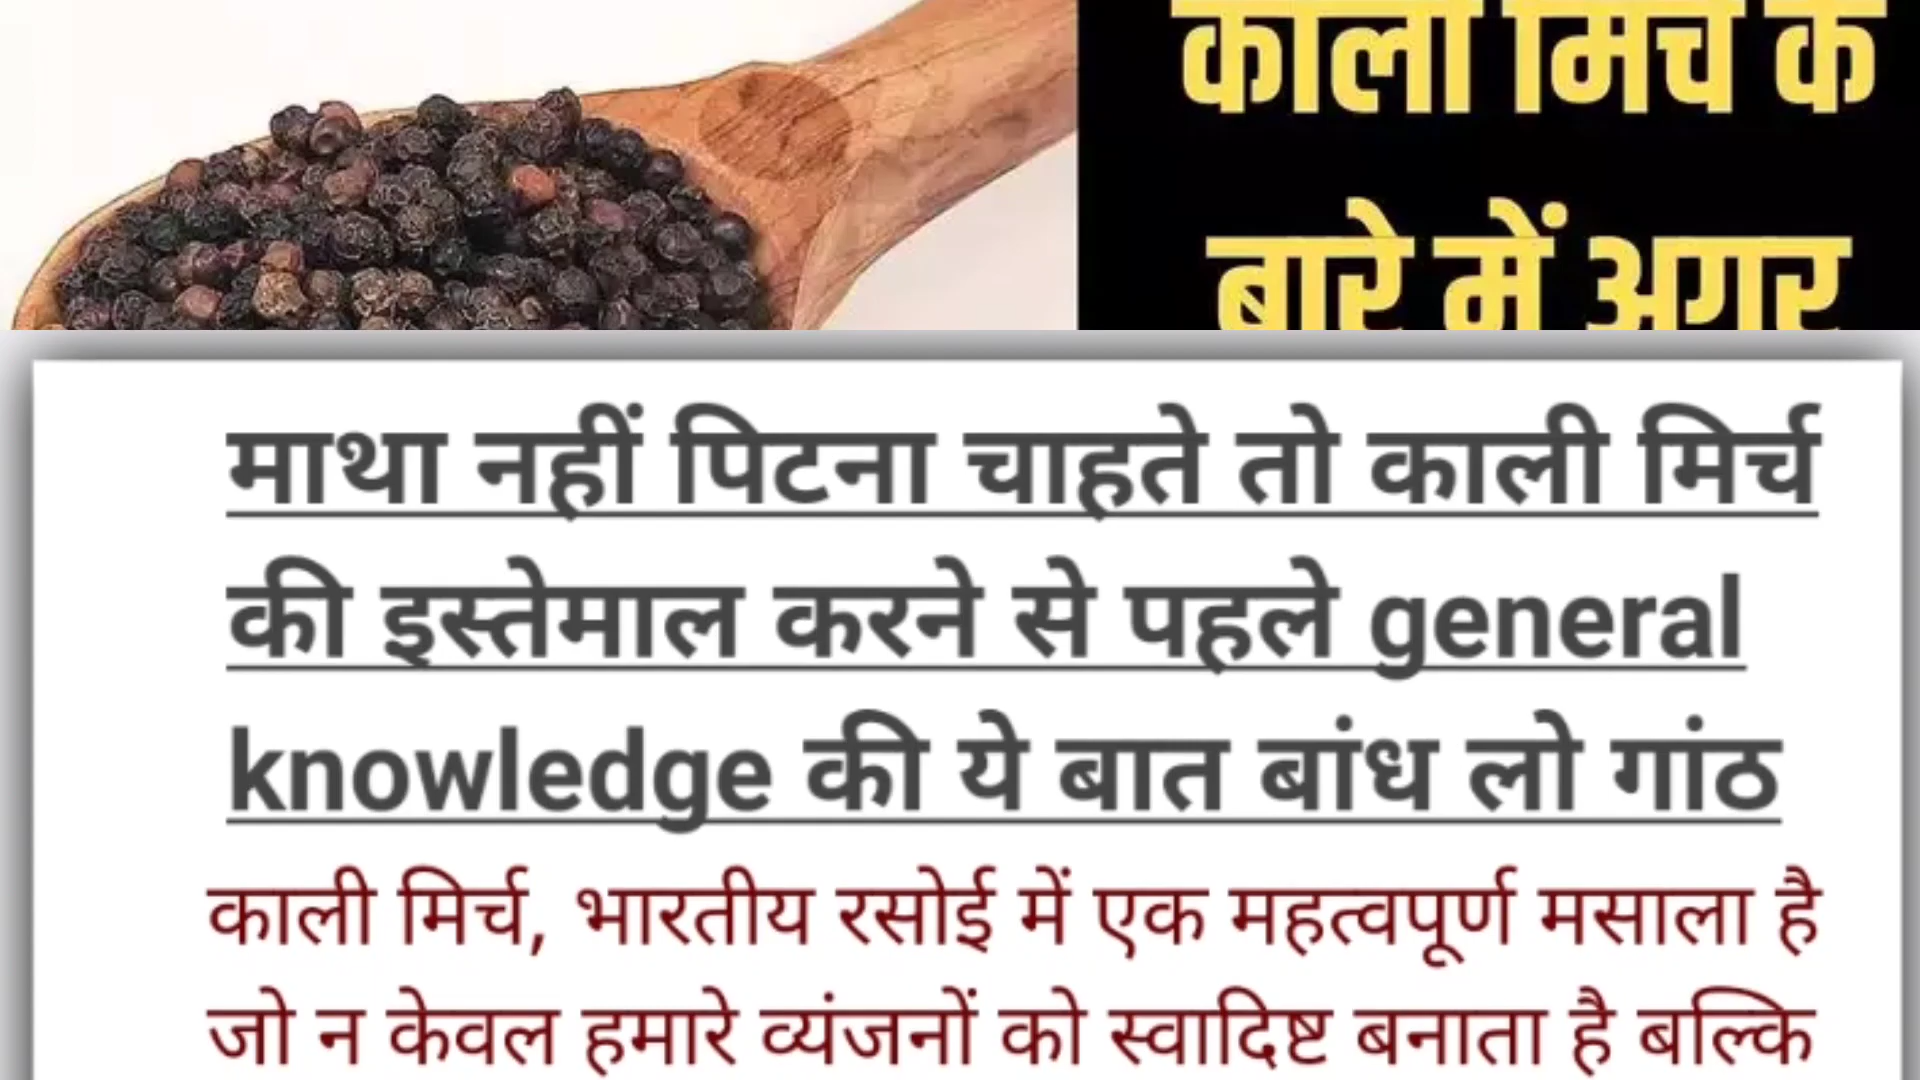 काली मिर्च के
बारे में अगर
माथा नहीं पिटना चाहते तो काली मिर्च
की इस्तेमाल करने से पहले general
knowledge की ये बात बांध लो गांठ
काली मिर्च, भारतीय रसोई में एक महत्वपूर्ण मसाला है
जो न केवल हमारे व्यंजनों को स्वादिष्ट बनाता है बल्कि